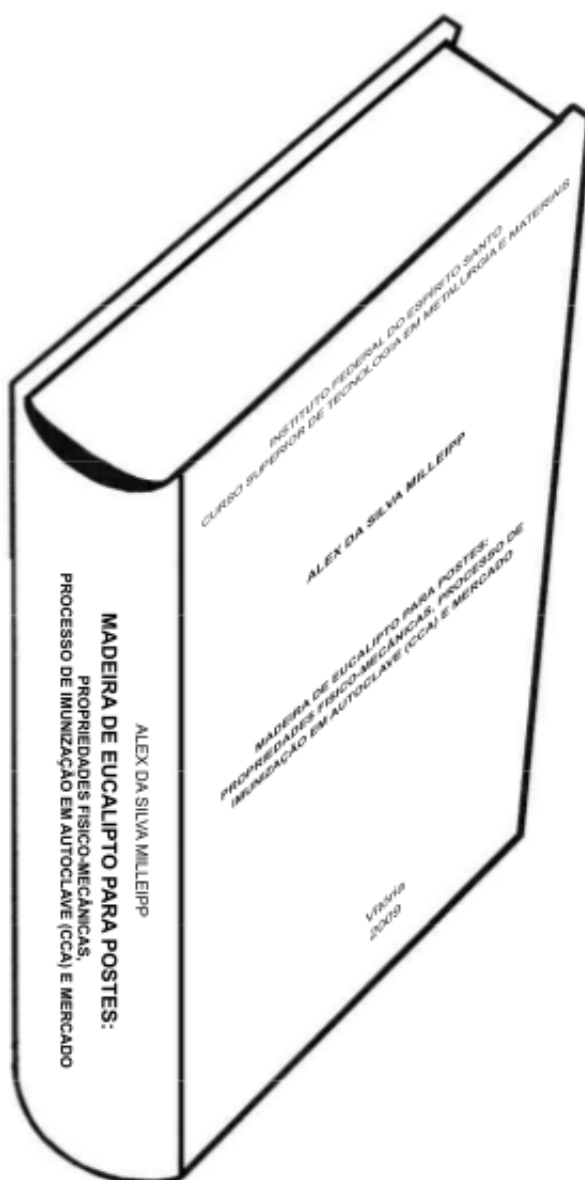 INSTITUTO FEDERAL DO ESPÍRITO SANTO
CURSO SUPERIOR DE TECNOLOGIA EM METALURGIA E MATERIAIS
ALEX DA SILVA MILLEIPP
MADEIRA DE EUCALIPTO PARA POSTES:
PROPRIEDADES FISICO-MECÂNICAS, PROCESSO DE
IMUNIZAÇÃO EM AUTOCLAVE (CCA) E MERCADO
Vitória
2009
ALEX DA SILVA MILLEIPP
MADEIRA DE EUCALIPTO PARA POSTES:
PROPRIEDADES FISICO-MECÂNICAS,
PROCESSO DE IMUNIZAÇÃO EM AUTOCLAVE (CCA) E MERCADO